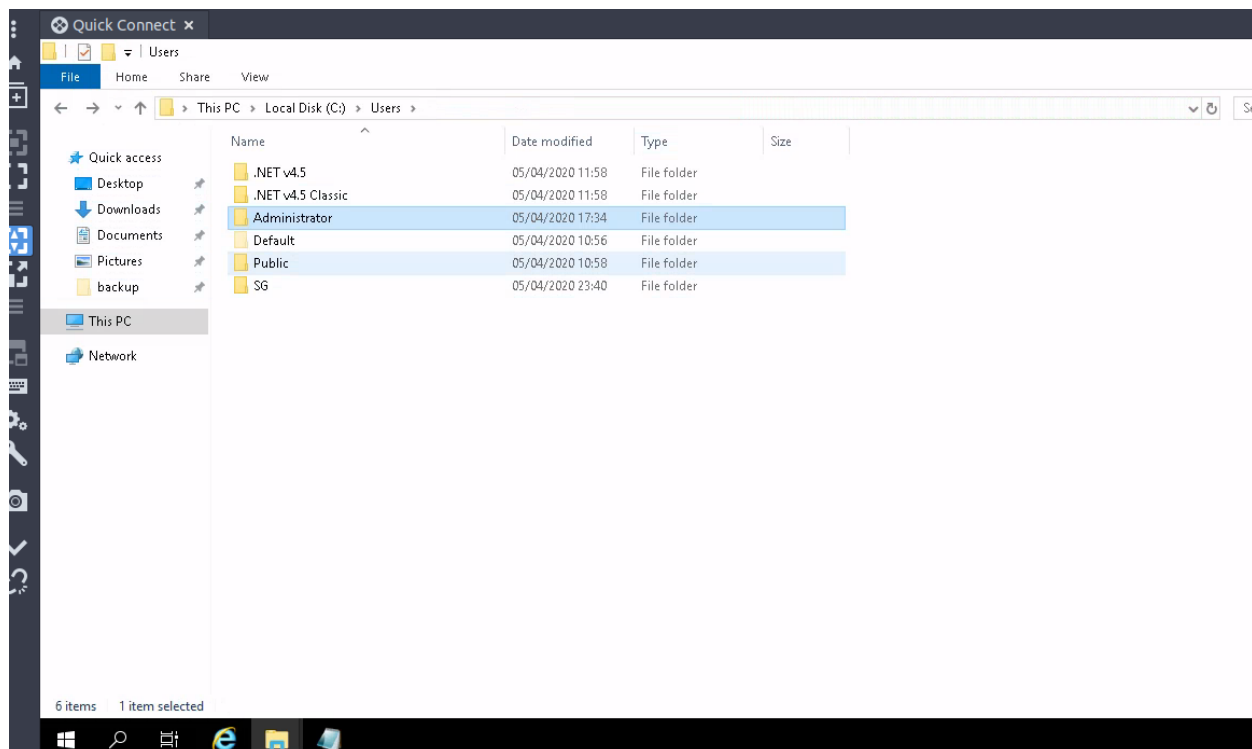 Quick Connect ×
Users
File Home Share View
This PC > Local Disk (C:) > Users >
Name Date modified Type Size
Quick access
Desktop
Downloads
Documents
Pictures
backup
This PC
Network
.NET v4.5 05/04/2020 11:58 File folder
.NET v4.5 Classic 05/04/2020 11:58 File folder
Administrator 05/04/2020 17:34 File folder
Default 05/04/2020 10:56 File folder
Public 05/04/2020 10:58 File folder
SG 05/04/2020 23:40 File folder
6 items 1 item selected